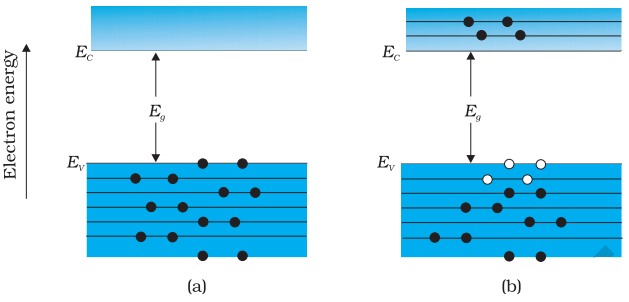 Electron energy
E_C
E_g
E_V
(a)
E_C
E_g
E_V
(b)